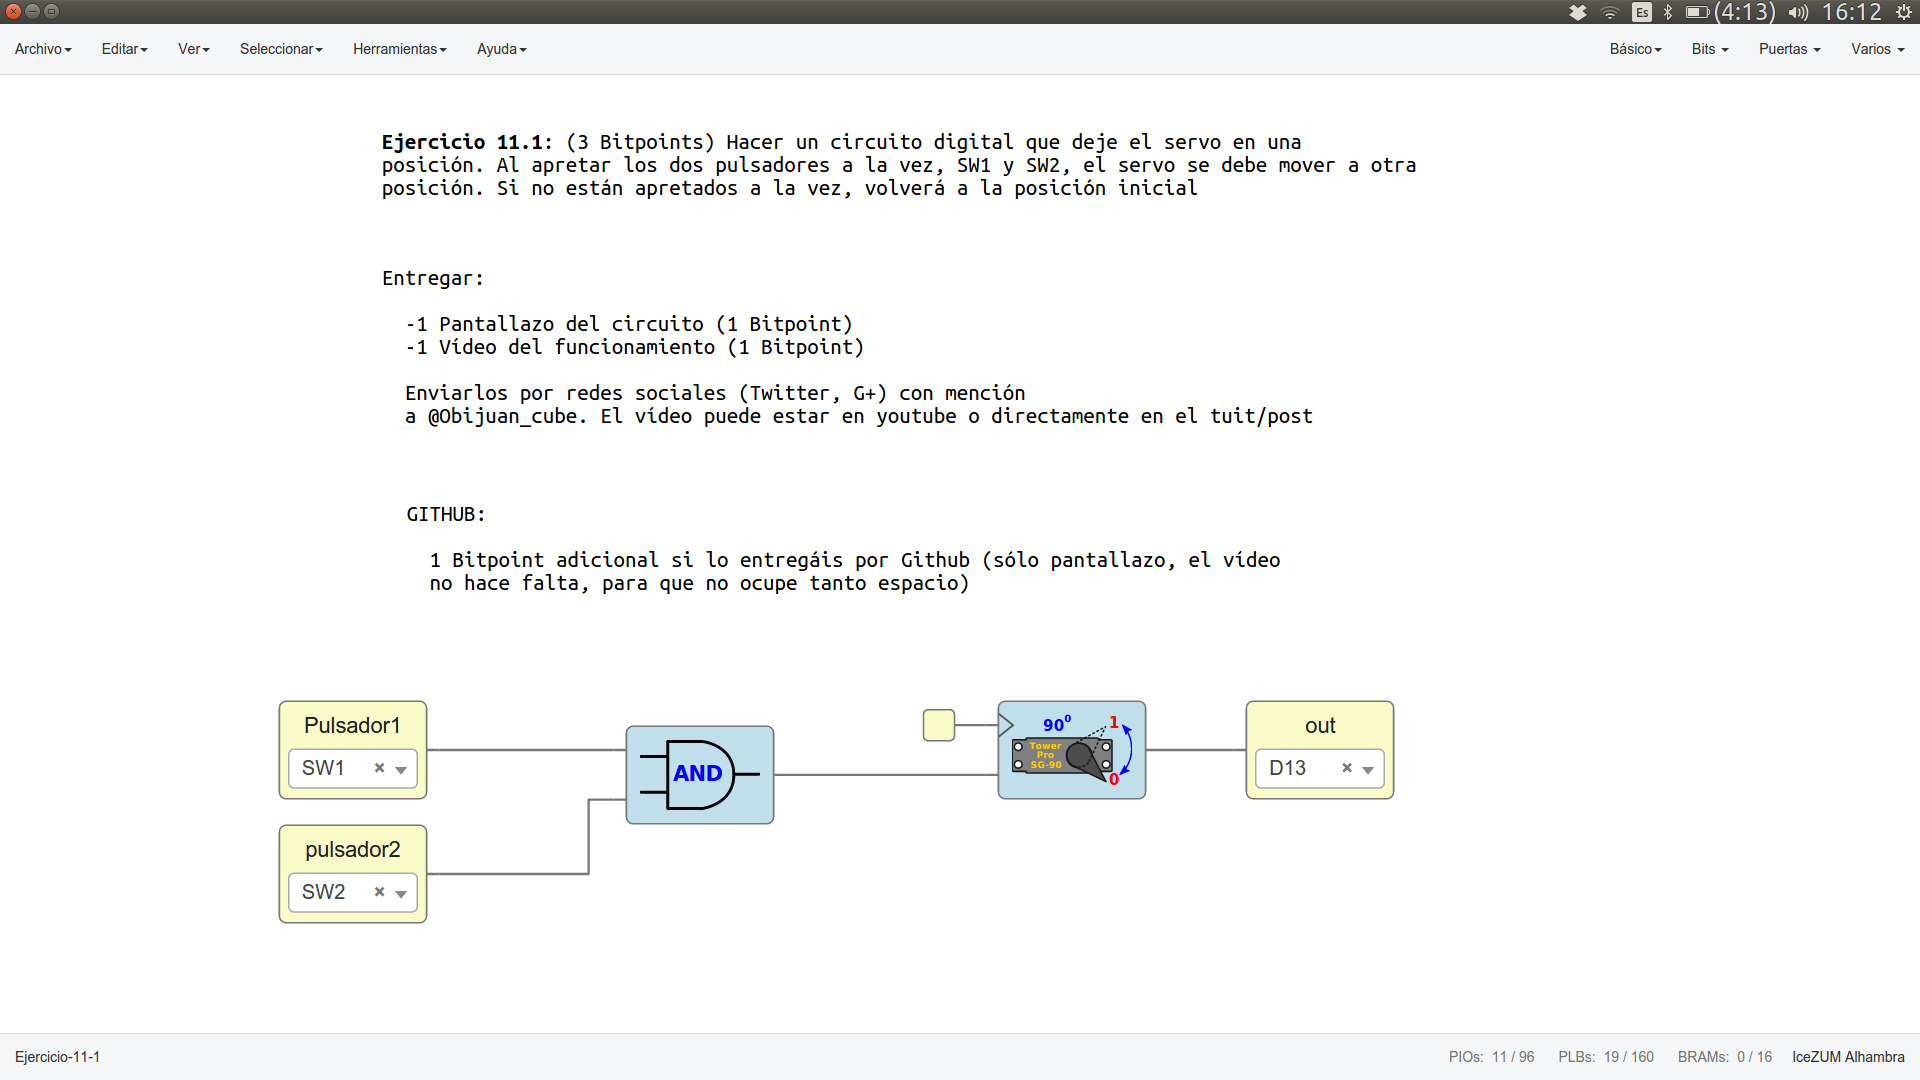 Es (4:13) 16:12
Archivo Editar Ver Seleccionar Herramientas Ayuda Básico Bits Puertas Varios
Ejercicio 11.1: (3 Bitpoints) Hacer un circuito digital que deje el servo en una
posición. Al apretar los dos pulsadores a la vez, SW1 y SW2, el servo se debe mover a otra
posición. Si no están apretados a la vez, volverá a la posición inicial
Entregar:
-1 Pantallazo del circuito (1 Bitpoint)
-1 Vídeo del funcionamiento (1 Bitpoint)
Enviarlos por redes sociales (Twitter, G+) con mención
a @Obijuan_cube. El vídeo puede estar en youtube o directamente en el tuit/post
GITHUB:
1 Bitpoint adicional si lo entregáis por Github (sólo pantallazo, el vídeo
no hace falta, para que no ocupe tanto espacio)
Pulsador1
SW1
pulsador2
SW2
AND
90º
1
Tower
Pro
SG-90
0
out
D13
Ejercicio-11-1
PIOs: 11 / 96 PLBs: 19 / 160 BRAMs: 0 / 16 IceZUM Alhambra